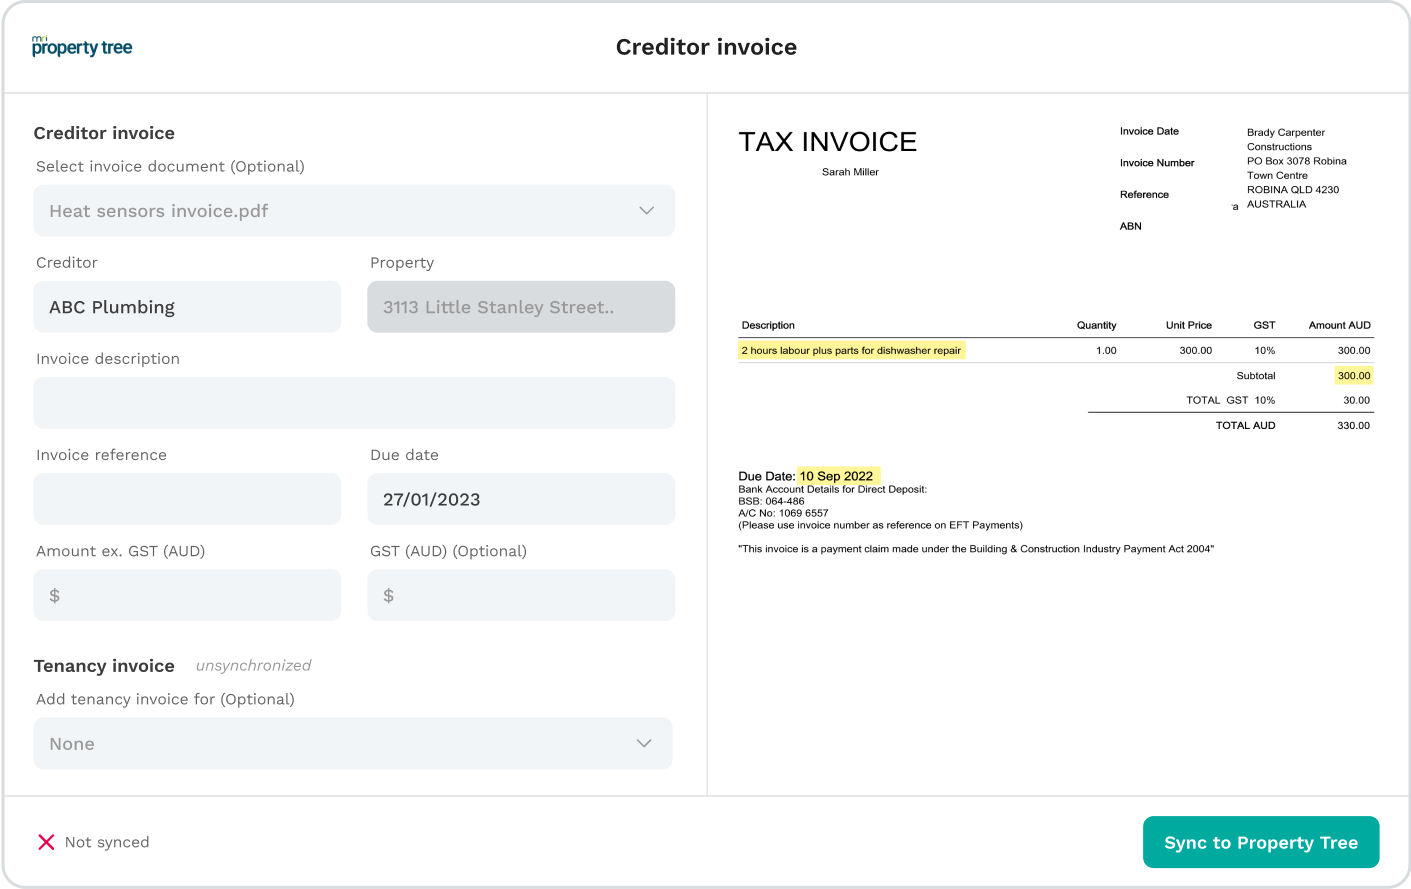 mri
property tree
Creditor invoice
Creditor invoice
Select invoice document (Optional)
Heat sensors invoice.pdf
Creditor
Property
ABC Plumbing
3113 Little Stanley Street..
Invoice description
Invoice reference
Due date
27/01/2023
Amount ex. GST (AUD)
GST (AUD) (Optional)
$
$
Tenancy invoice unsynchronized
Add tenancy invoice for (Optional)
None
Not synced
TAX INVOICE
Sarah Miller
Invoice Date
Invoice Number
Reference
ABN
Brady Carpenter
Constructions
PO Box 3078 Robina
Town Centre
ROBINA QLD 4230
AUSTRALIA
Description Quantity Unit Price GST Amount AUD
2 hours labour plus parts for dishwasher repair 1.00 300.00 10% 300.00
Subtotal 300.00
TOTAL GST 10% 30.00
TOTAL AUD 330.00
Due Date: 10 Sep 2022
Bank Account Details for Direct Deposit:
BSB: 064-486
A/C No: 1069 6557
(Please use invoice number as reference on EFT Payments)
"This invoice is a payment claim made under the Building & Construction Industry Payment Act 2004"
Sync to Property Tree